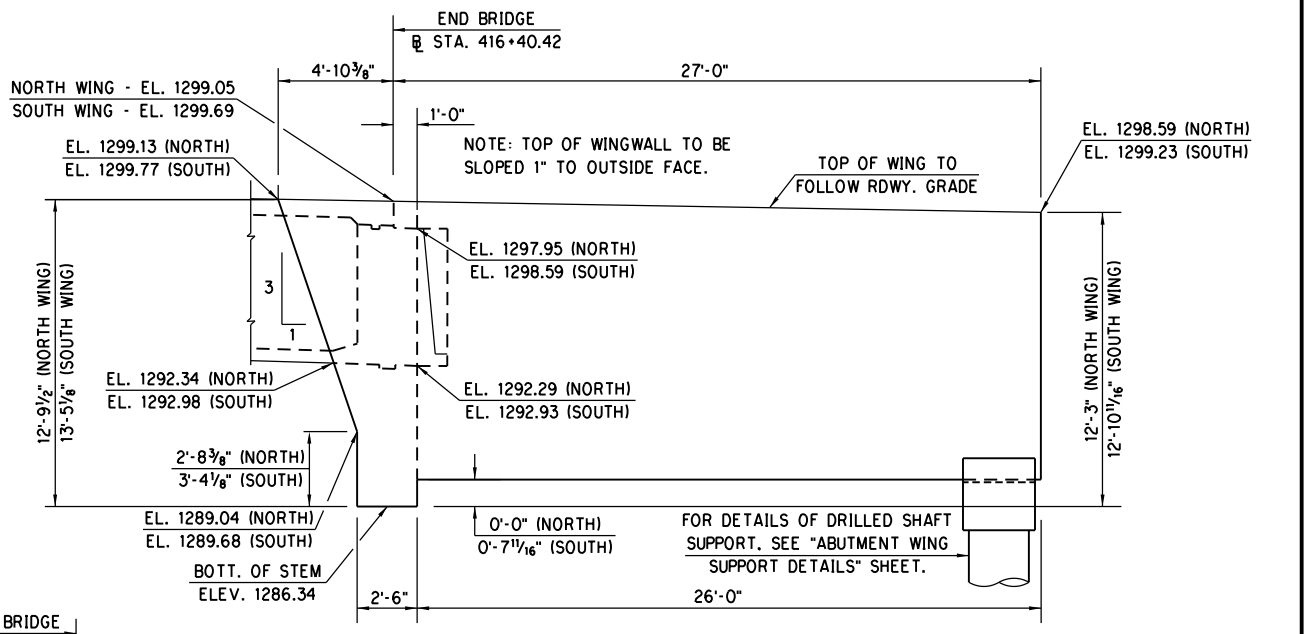 END BRIDGE
℄ STA. 416+40.42
4'-10⅜"
27'-0"
NORTH WING - EL. 1299.05
SOUTH WING - EL. 1299.69
1'-0"
EL. 1299.13 (NORTH)
EL. 1299.77 (SOUTH)
NOTE: TOP OF WINGWALL TO BE
SLOPED 1" TO OUTSIDE FACE.
TOP OF WING TO
FOLLOW RDWY. GRADE
EL. 1298.59 (NORTH)
EL. 1299.23 (SOUTH)
EL. 1297.95 (NORTH)
EL. 1298.59 (SOUTH)
3
1
12'-9½" (NORTH WING)
13'-5⅛" (SOUTH WING)
EL. 1292.34 (NORTH)
EL. 1292.98 (SOUTH)
EL. 1292.29 (NORTH)
EL. 1292.93 (SOUTH)
12'-3" (NORTH WING)
12'-10 11/16" (SOUTH WING)
2'-8⅜" (NORTH)
3'-4⅛" (SOUTH)
EL. 1289.04 (NORTH)
EL. 1289.68 (SOUTH)
0'-0" (NORTH)
0'-7 11/16" (SOUTH)
FOR DETAILS OF DRILLED SHAFT
SUPPORT, SEE "ABUTMENT WING
SUPPORT DETAILS" SHEET.
BOTT. OF STEM
ELEV. 1286.34
2'-6"
26'-0"
BRIDGE